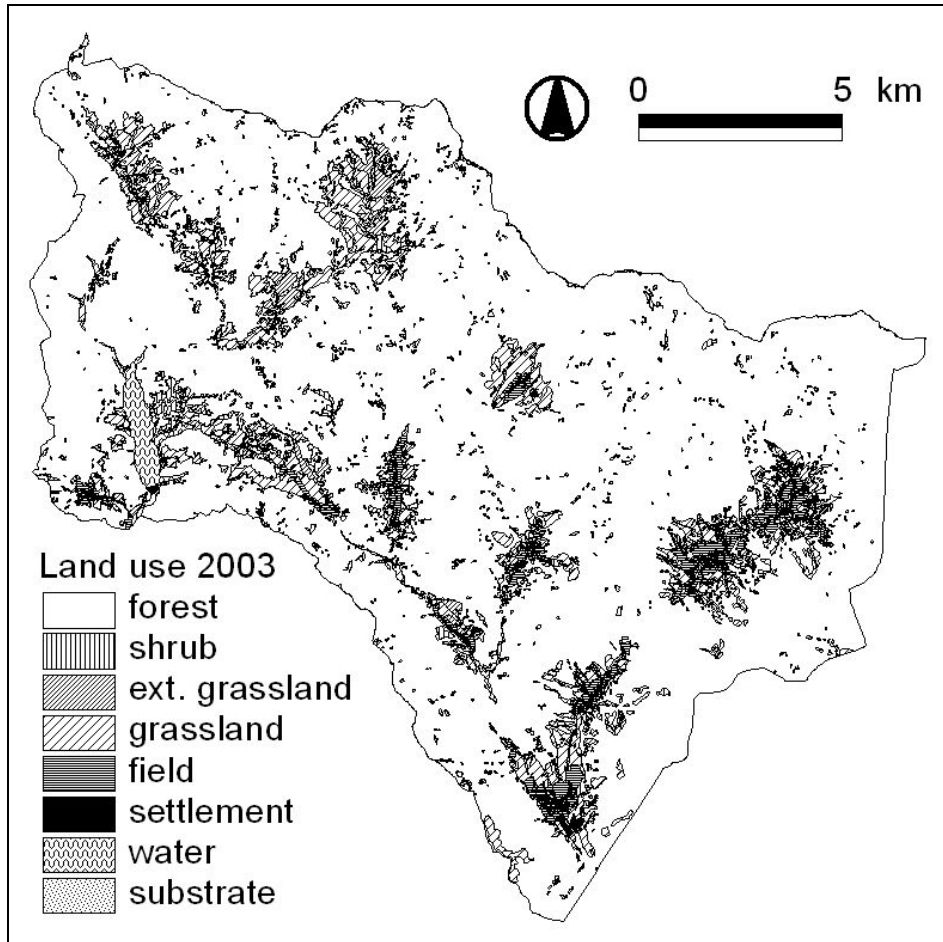 0 5 km
Land use 2003
forest
shrub
ext. grassland
grassland
field
settlement
water
substrate